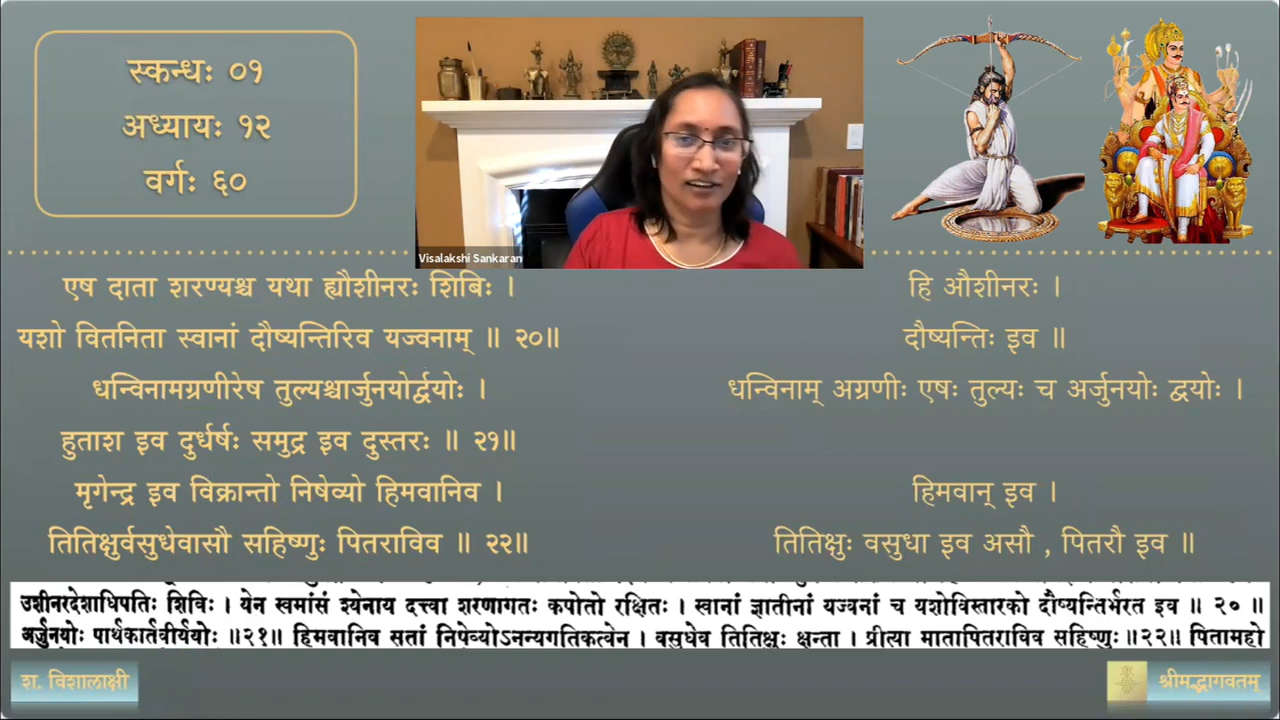 स्कन्धः ०१
अध्यायः १२
वर्गः ६०
Visalakshi Sankaran
एष दाता शरण्यश्च यथा ह्यौशीनरः शिबिः ।
यशो वितनिता स्वानां दौष्यन्तिरिव यज्वनाम् ॥ २०॥
धन्विनामग्रणीरेष तुल्यश्चार्जुनयोर्द्वयोः ।
हुताश इव दुर्धर्षः समुद्र इव दुस्तरः ॥ २१॥
मृगेन्द्र इव विक्रान्तो निषेव्यो हिमवानिव ।
तितिक्षुर्वसुधेवासौ सहिष्णुः पितराविव ॥ २२॥
हि औशीनरः ।
दौष्यन्तिः इव ॥
धन्विनाम् अग्रणीः एषः तुल्यः च अर्जुनयोः द्वयोः ।
हिमवान् इव ।
तितिक्षुः वसुधा इव असौ , पितरौ इव ॥
उशीनरदेशाधिपतिः शिविः । येन स्वमांसं श्येनाय दत्त्वा शरणागतः कपोतो रक्षितः । स्वानां ज्ञातीनां यज्वनां च यशोविस्तारको दौष्यन्तिर्भरत इव ॥ २० ॥
अर्जुनयोः पार्थकार्तवीर्ययोः ॥२१॥ हिमवानिव सतां निषेव्योऽनन्यगतिकत्वेन । वसुधेव तितिक्षुः क्षन्ता । प्रीत्या मातापितराविव सहिष्णुः॥२२॥ पितामहो
श. विशालाक्षी
श्रीमद्भागवतम्